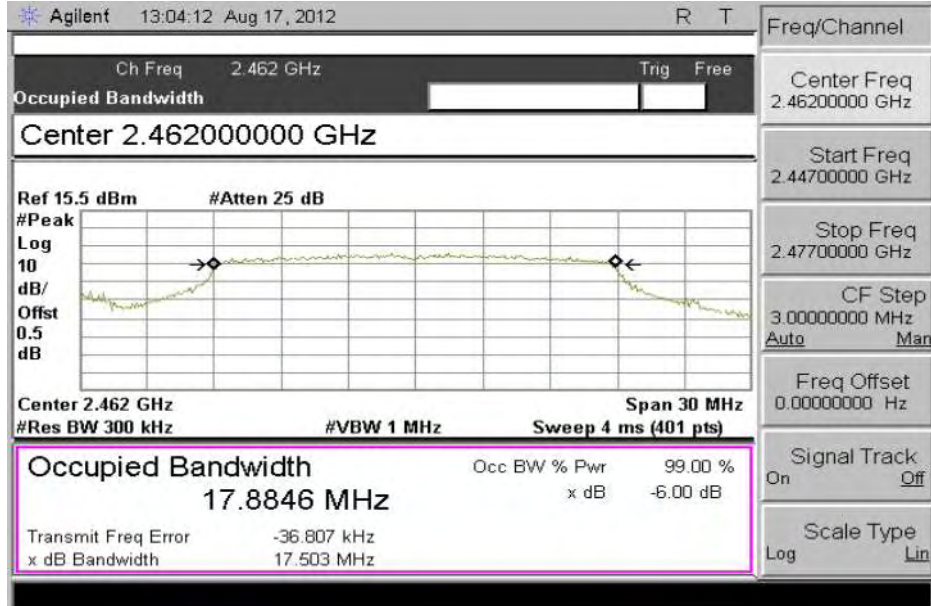 Agilent 13:04:12 Aug 17, 2012 R T
Ch Freq 2.462 GHz Trig Free
Occupied Bandwidth
Center 2.462000000 GHz
Ref 15.5 dBm #Atten 25 dB
#Peak
Log
10
dB/
Offst
0.5
dB
Center 2.462 GHz Span 30 MHz
#Res BW 300 kHz #VBW 1 MHz Sweep 4 ms (401 pts)
Occupied Bandwidth Occ BW % Pwr 99.00 %
17.8846 MHz x dB -6.00 dB
Transmit Freq Error -36.807 kHz
x dB Bandwidth 17.503 MHz
Freq/Channel
Center Freq
2.46200000 GHz
Start Freq
2.44700000 GHz
Stop Freq
2.47700000 GHz
CF Step
3.00000000 MHz
Auto Man
Freq Offset
0.00000000 Hz
Signal Track
On Off
Scale Type
Log Lin